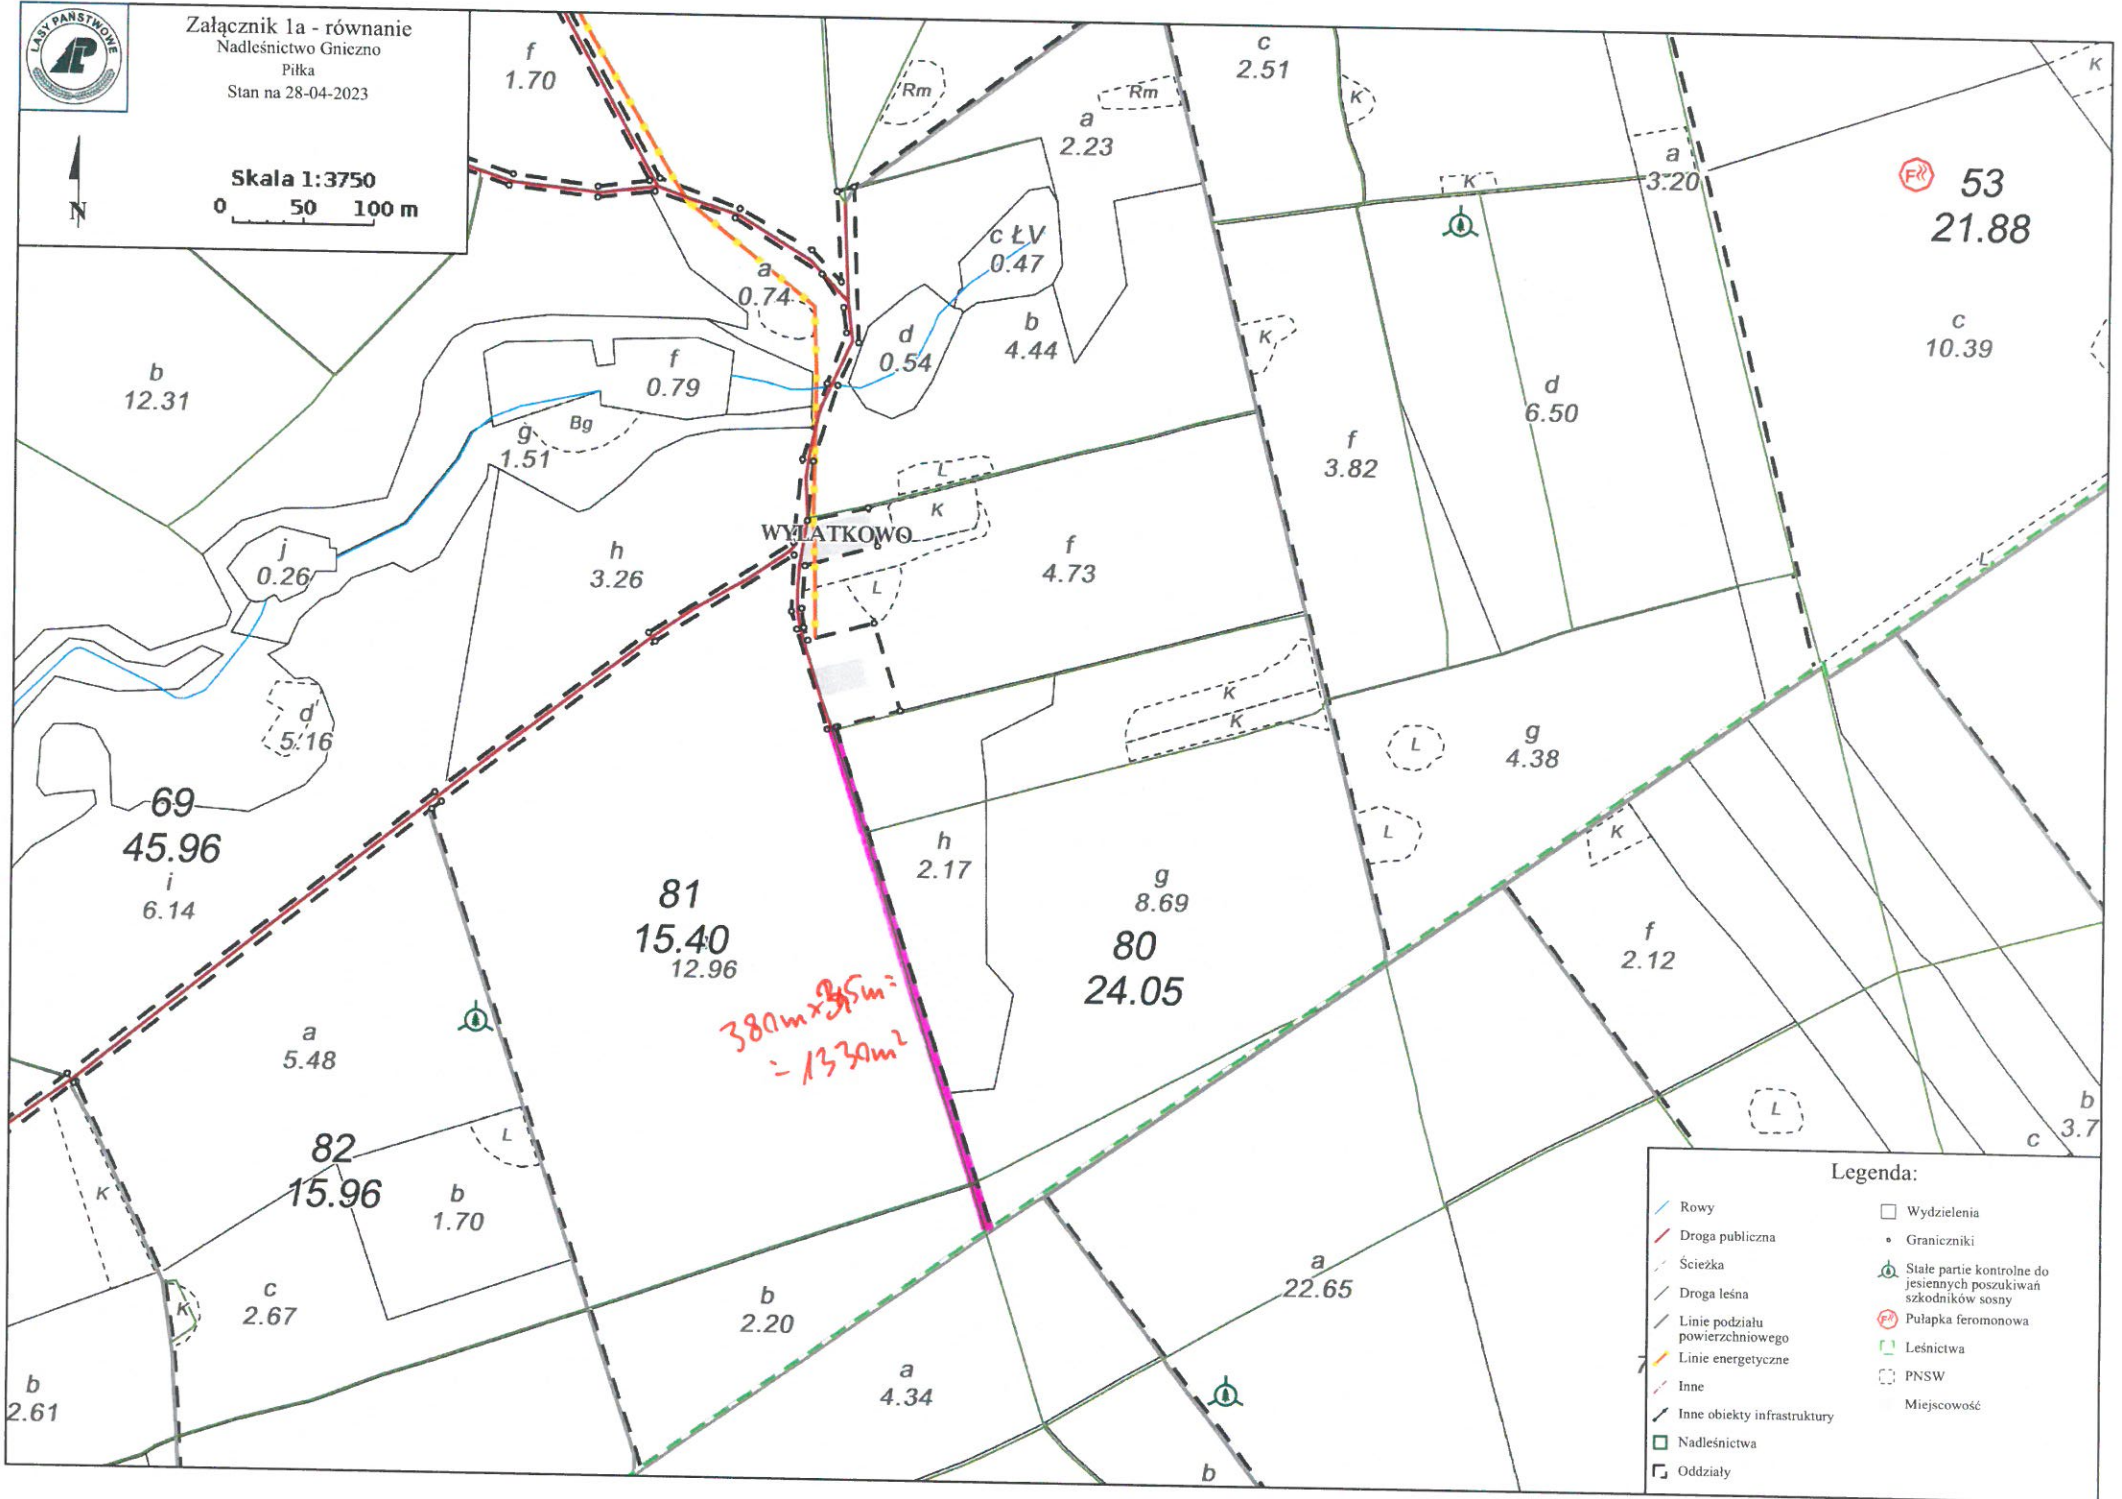 LASY PAŃSTWOWE
Załącznik 1a - równanie
Nadleśnictwo Gniezno
Piłka
Stan na 28-04-2023
N
Skala 1:3750
0 50 100 m
f
1.70
Rm
Rm
a
2.23
c
2.51
K
K
K
a
3.20
53
21.88
c
10.39
a
0.74
c ŁV
0.47
b
4.44
d
0.54
b
12.31
f
0.79
Bg
g
1.51
K
d
6.50
f
3.82
L
K
WYLATKOWO
L
h
3.26
f
4.73
j
0.26
L
d
5.16
K
K
L
g
4.38
L
K
69
45.96
i
6.14
h
2.17
g
8.69
81
15.40
12.96
80
24.05
f
2.12
380m x 3,5m =
= 1330m²
a
5.48
82
15.96
L
K
b
1.70
L
b
3.7
c
K
c
2.67
b
2.20
a
22.65
a
4.34
b
2.61
b
7
Legenda:
Rowy
Droga publiczna
Ścieżka
Droga leśna
Linie podziału
powierzchniowego
Linie energetyczne
Inne
Inne obiekty infrastruktury
Nadleśnictwa
Oddziały
Wydzielenia
Graniczniki
Stałe partie kontrolne do
jesiennych poszukiwań
szkodników sosny
Pułapka feromonowa
Leśnictwa
PNSW
Miejscowość